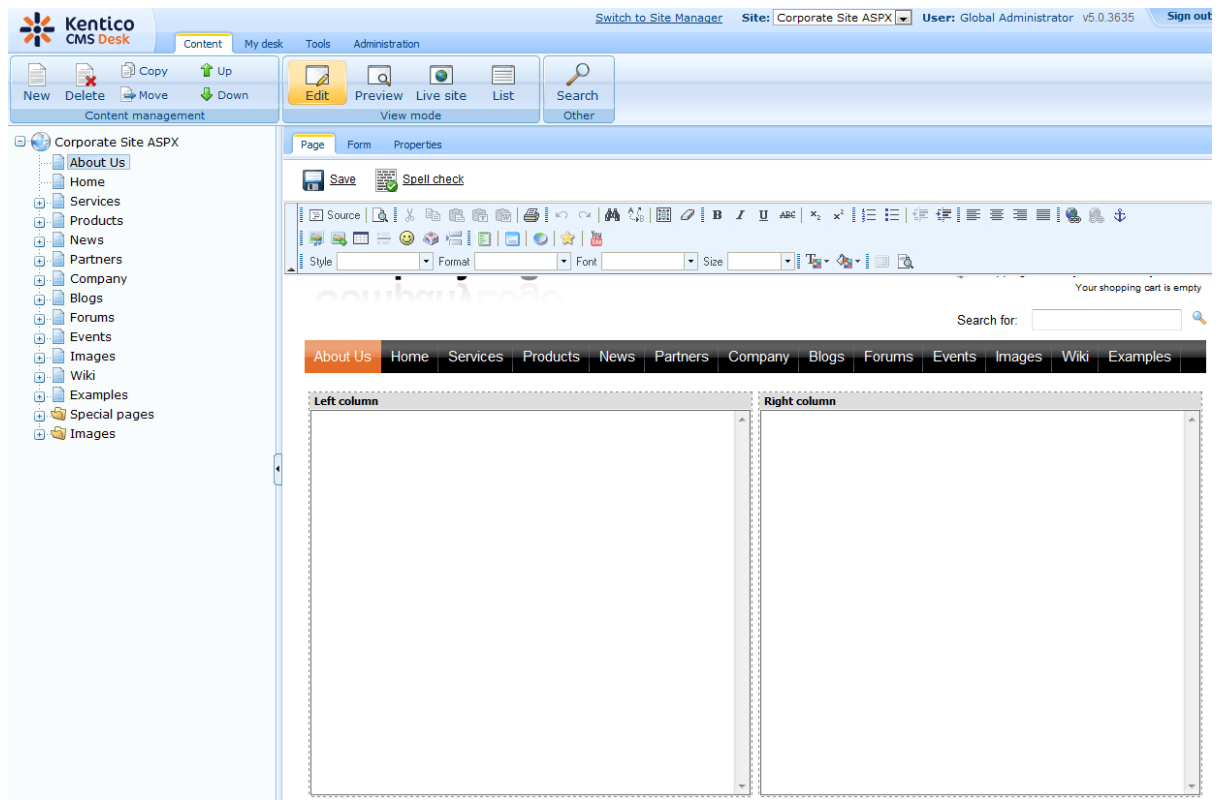 Kentico
CMS Desk
Switch to Site Manager Site: Corporate Site ASPX User: Global Administrator v5.0.3635 Sign out
Content My desk Tools Administration
New Delete Copy Move Up Down
Content management
Edit Preview Live site List
View mode
Search
Other
Corporate Site ASPX
About Us
Home
Services
Products
News
Partners
Company
Blogs
Forums
Events
Images
Wiki
Examples
Special pages
Images
Page Form Properties
Save Spell check
Source
Style Format Font Size
Your shopping cart is empty
Search for:
About Us Home Services Products News Partners Company Blogs Forums Events Images Wiki Examples
Left column Right column